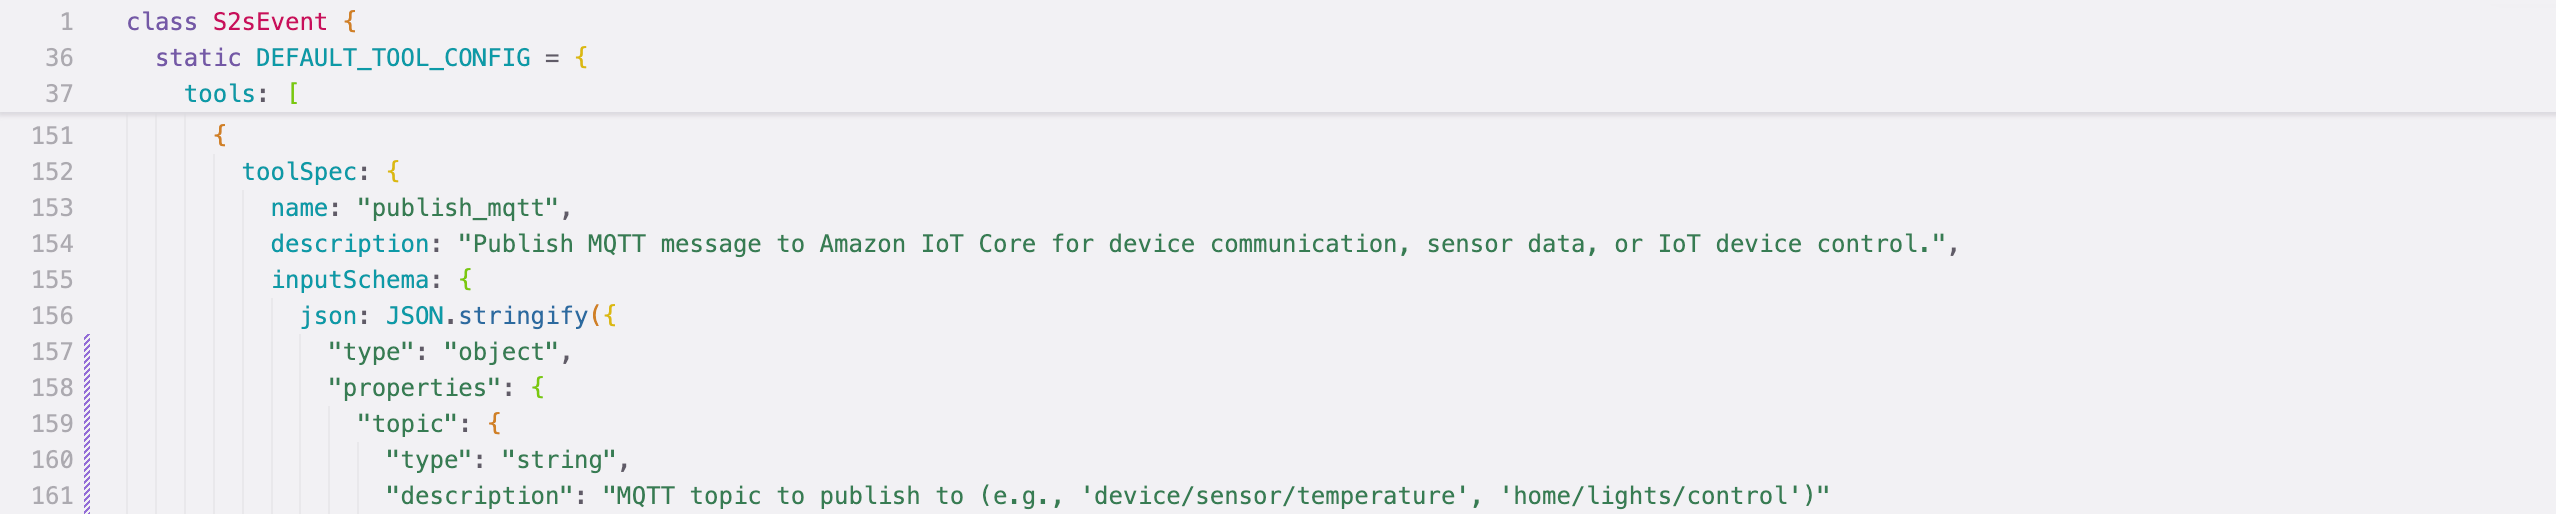 1 class S2sEvent {
36 static DEFAULT_TOOL_CONFIG = {
37 tools: [
151 {
152 toolSpec: {
153 name: "publish_mqtt",
154 description: "Publish MQTT message to Amazon IoT Core for device communication, sensor data, or IoT device control.",
155 inputSchema: {
156 json: JSON.stringify({
157 "type": "object",
158 "properties": {
159 "topic": {
160 "type": "string",
161 "description": "MQTT topic to publish to (e.g., 'device/sensor/temperature', 'home/lights/control')"